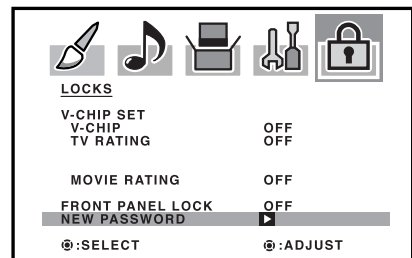 LOCKS
V-CHIP SET
V-CHIP OFF
TV RATING OFF
MOVIE RATING OFF
FRONT PANEL LOCK OFF
NEW PASSWORD
:SELECT :ADJUST